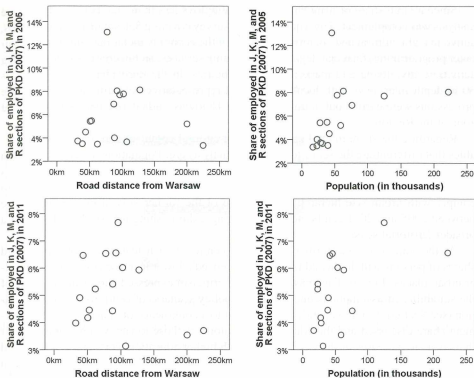 Share of employed in J, K, M, and
R sections of PKD (2007) in 2005
14%
12%
10%
8%
6%
4%
2%
0km
50km
100km
150km
200km
250km
Road distance from Warsaw
Share of employed in J, K, M, and
R sections of PKD (2007) in 2005
14%
12%
10%
8%
6%
4%
2%
0
50
100
150
200
250
Population (in thousands)
Share of employed in J, K, M, and
R sections of PKD (2007) in 2011
8%
7%
6%
5%
4%
3%
0km
50km
100km
150km
200km
250km
Road distance from Warsaw
Share of employed in J, K, M, and
R sections of PKD (2007) in 2011
8%
7%
6%
5%
4%
3%
0
50
100
150
200
250
Population (in thousands)